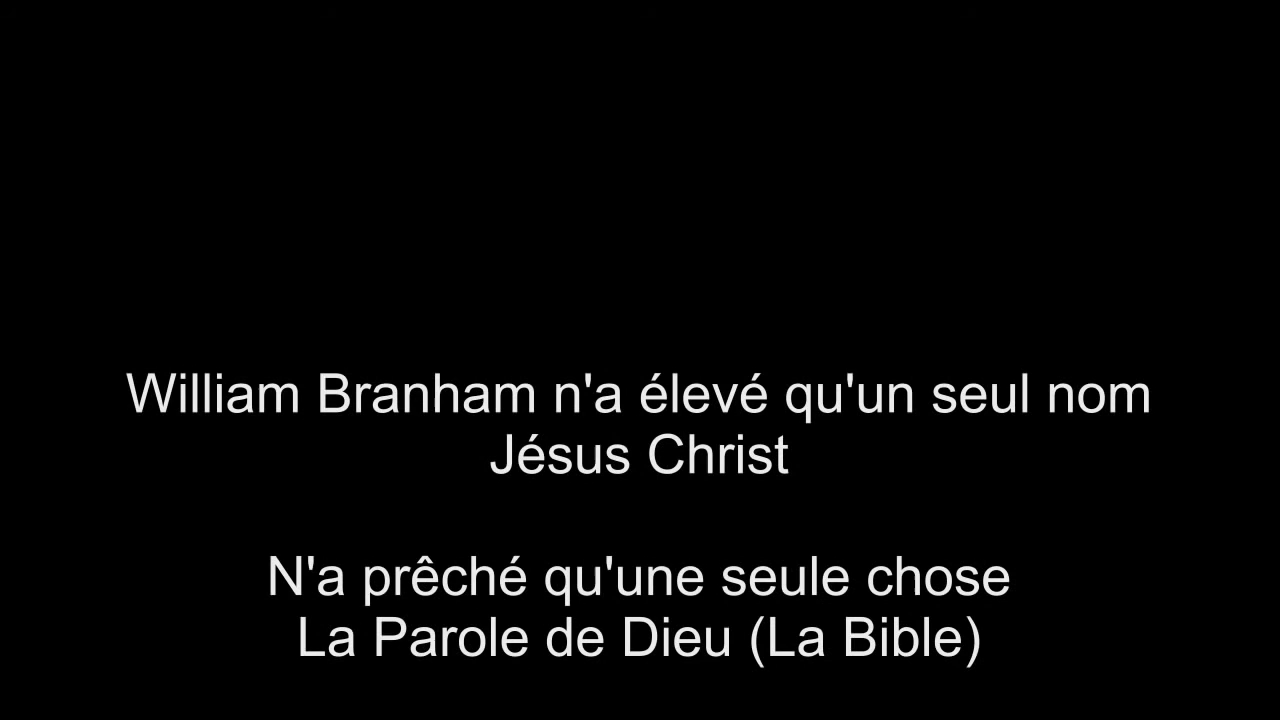 William Branham n'a élevé qu'un seul nom
Jésus Christ
N'a prêché qu'une seule chose
La Parole de Dieu (La Bible)